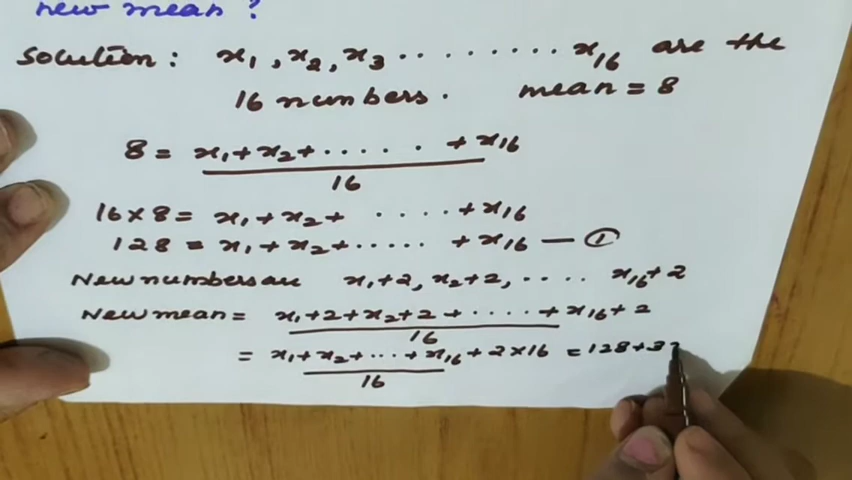 new mean ?
Solution : x₁ , x₂ , x₃ ......... x₁₆ are the
16 numbers. mean = 8
8 = x₁ + x₂ + ...... + x₁₆
16
16 × 8 = x₁ + x₂ + .... + x₁₆
128 = x₁ + x₂ + ..... + x₁₆ — ①
New numbers are x₁+2, x₂+2, .... x₁₆+2
New mean = x₁+2+x₂+2+ .... + x₁₆+2
16
= x₁+x₂+...+x₁₆ + 2×16 = 128+32
16